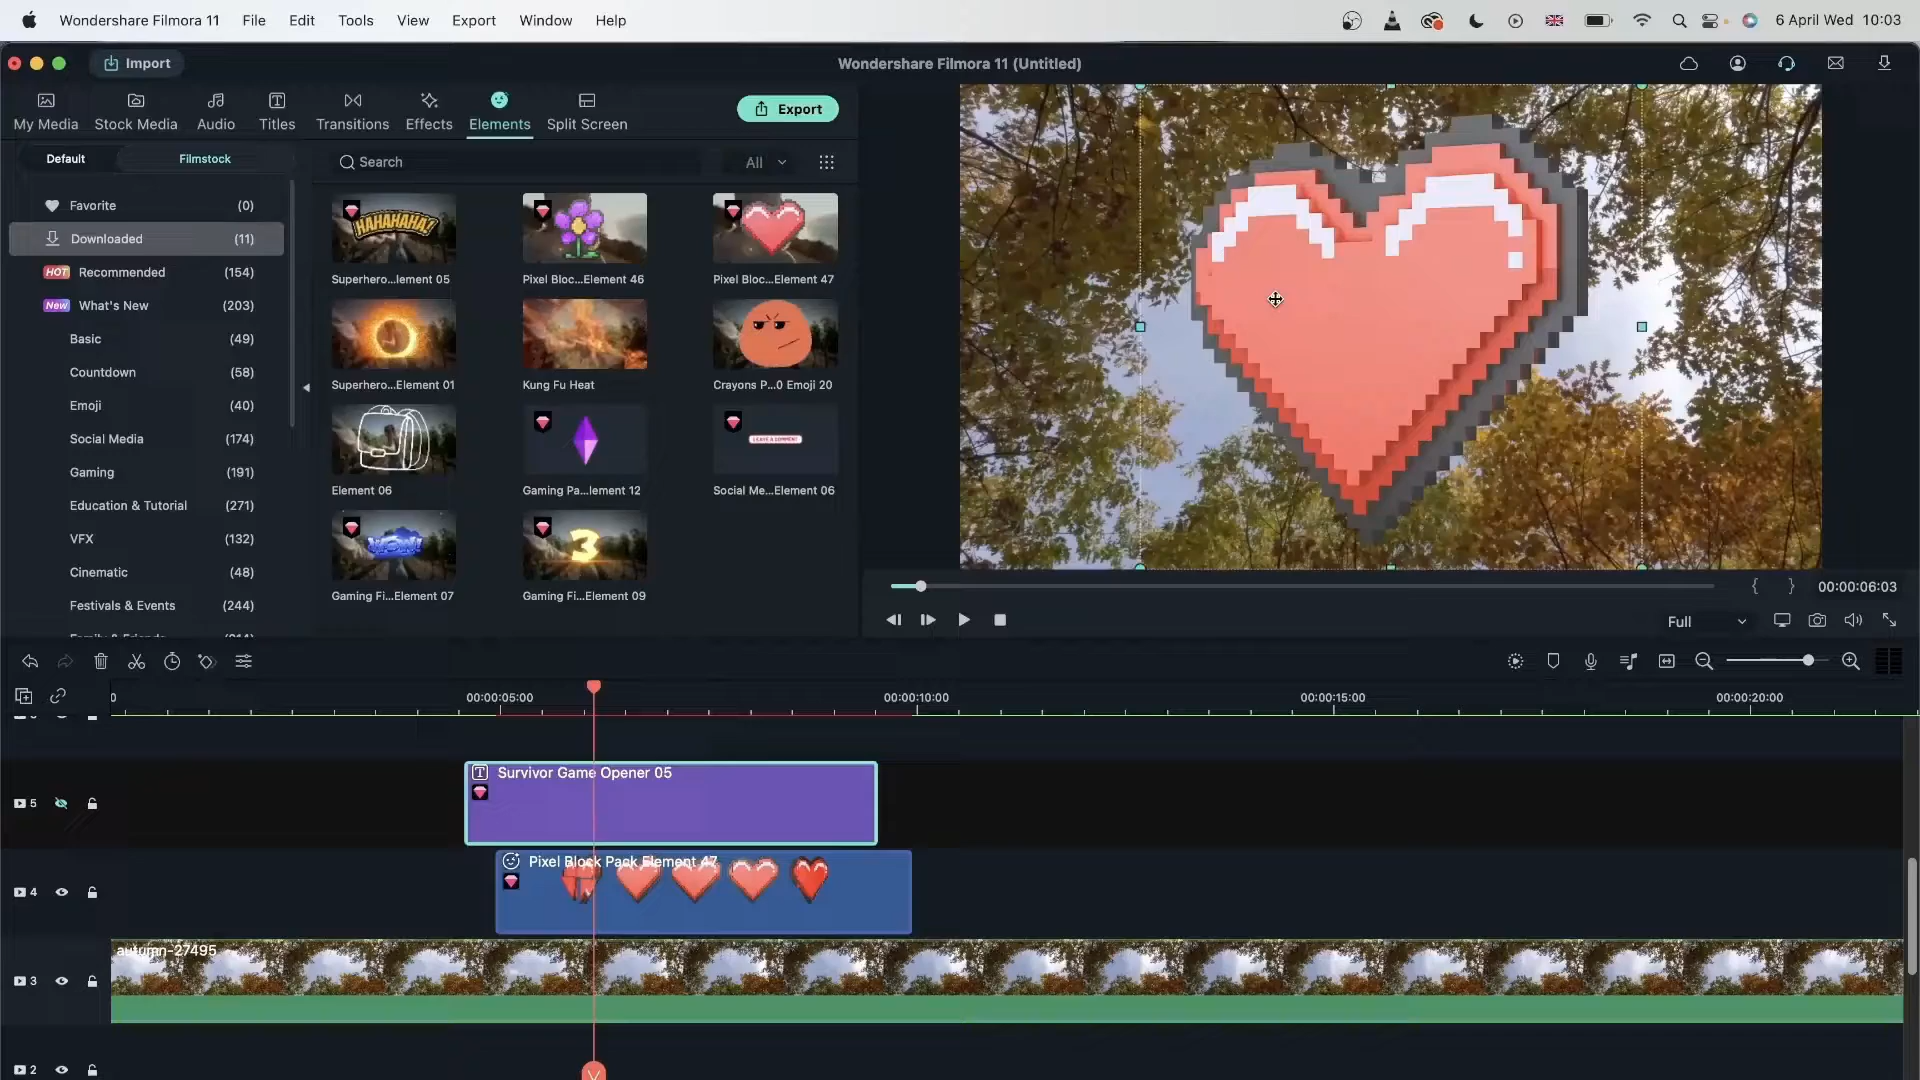 Wondershare Filmora 11 File Edit Tools View Export Window Help 6 April Wed 10:03
Import Wondershare Filmora 11 (Untitled)
My Media Stock Media Audio Titles Transitions Effects Elements Split Screen Export
Default Filmstock Search All
Favorite (0)
Downloaded (11)
HOT Recommended (154)
New What's New (203)
Basic (49)
Countdown (58)
Emoji (40)
Social Media (174)
Gaming (191)
Education & Tutorial (271)
VFX (132)
Cinematic (48)
Festivals & Events (244)
HAHAHAHA!
Superhero...lement 05 Pixel Bloc...Element 46 Pixel Bloc...Element 47
Superhero...Element 01 Kung Fu Heat Crayons P...0 Emoji 20
LEAVE A COMMENT
Element 06 Gaming Pa...lement 12 Social Me...Element 06
WOW!
3
Gaming Fi...Element 07 Gaming Fi...Element 09
{ } 00:00:06:03
Full
0 00:00:05:00 00:00:10:00 00:00:15:00 00:00:20:00
5 Survivor Game Opener 05
4 Pixel Block Pack Element 47
3 autumn-27495
2